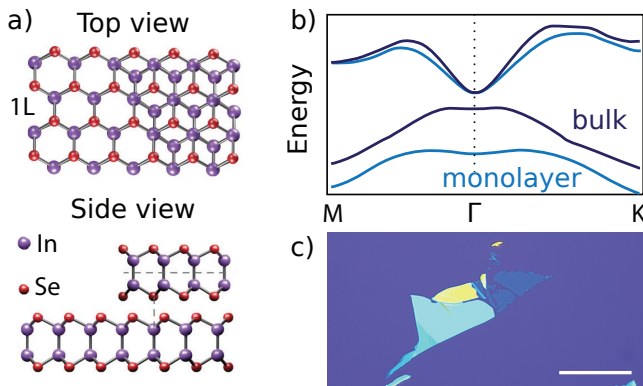 a)
Top view
1L
Side view
In
Se
b)
Energy
bulk
monolayer
M
Γ
K
c)